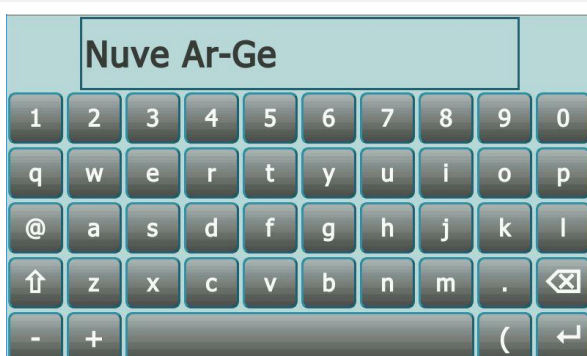 Nuve Ar-Ge
1 2 3 4 5 6 7 8 9 0
q w e r t y u i o p
@ a s d f g h j k l
z x c v b n m .
- + (